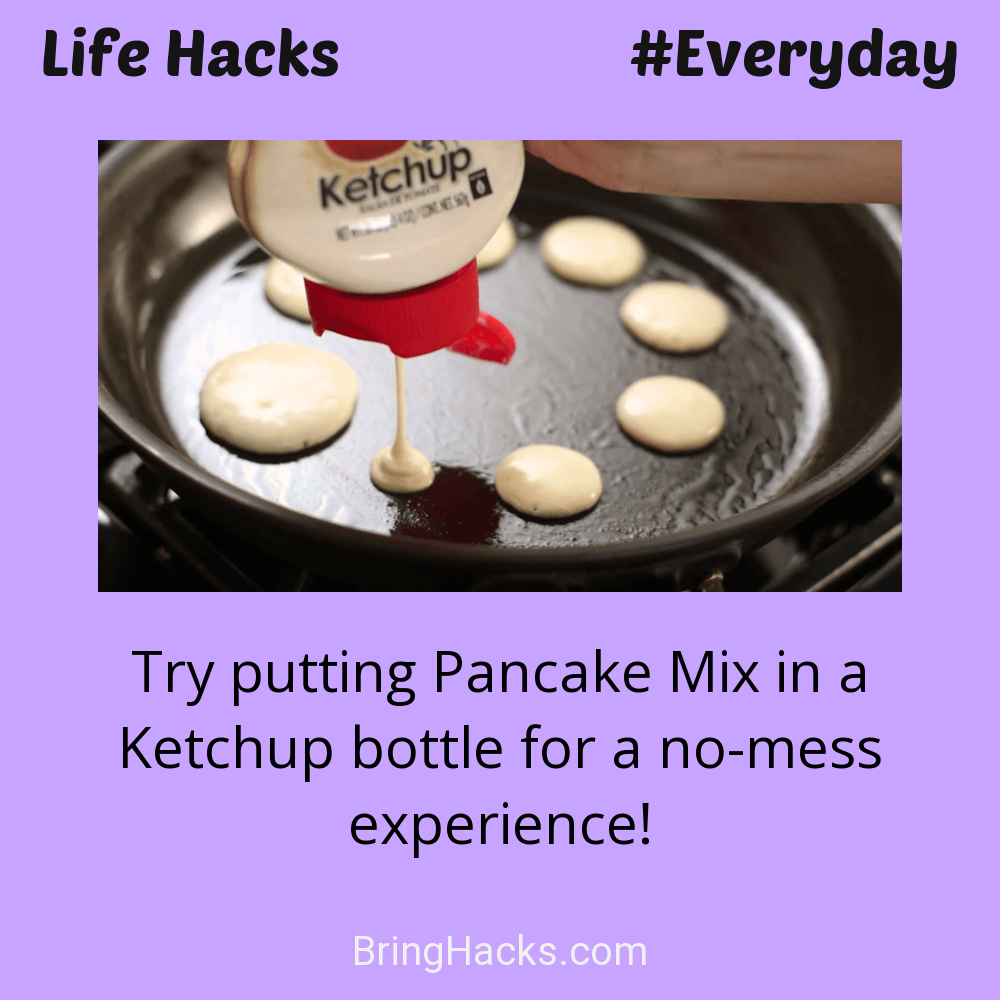 Life Hacks #Everyday
Ketchup
Try putting Pancake Mix in a
Ketchup bottle for a no-mess
experience!
BringHacks.com